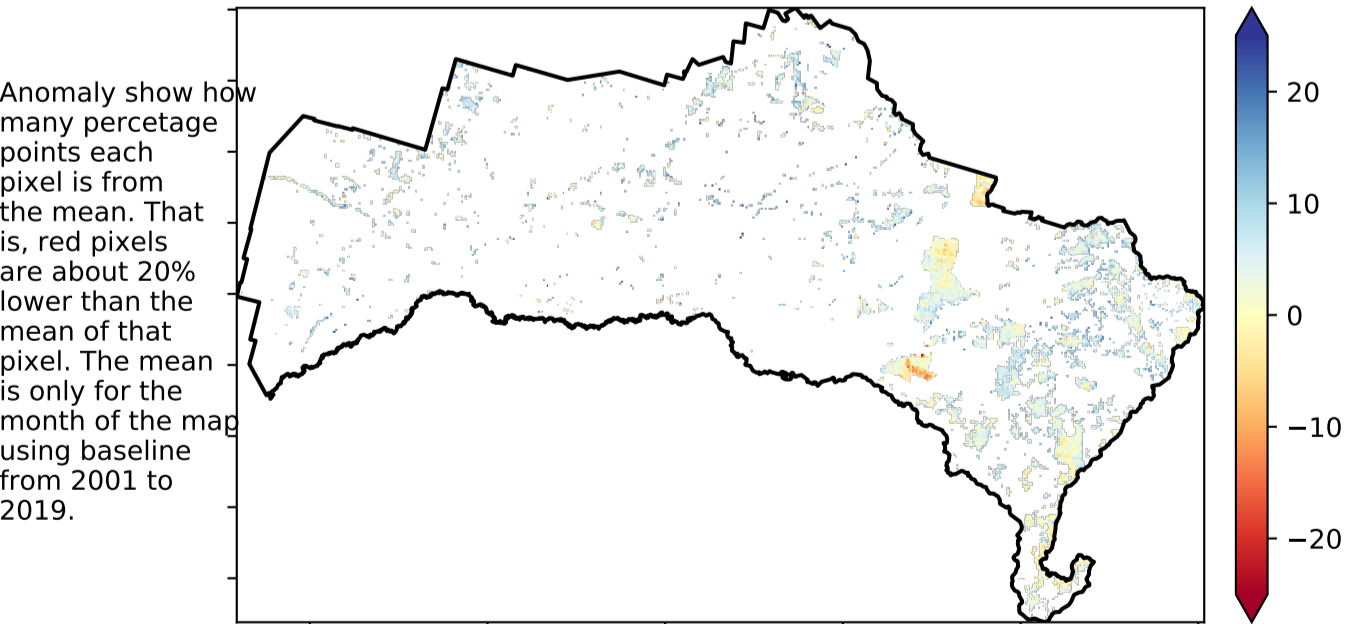 Anomaly show how
many percetage
points each
pixel is from
the mean. That
is, red pixels
are about 20%
lower than the
mean of that
pixel. The mean
is only for the
month of the map
using baseline
from 2001 to
2019.
20
10
0
−10
−20